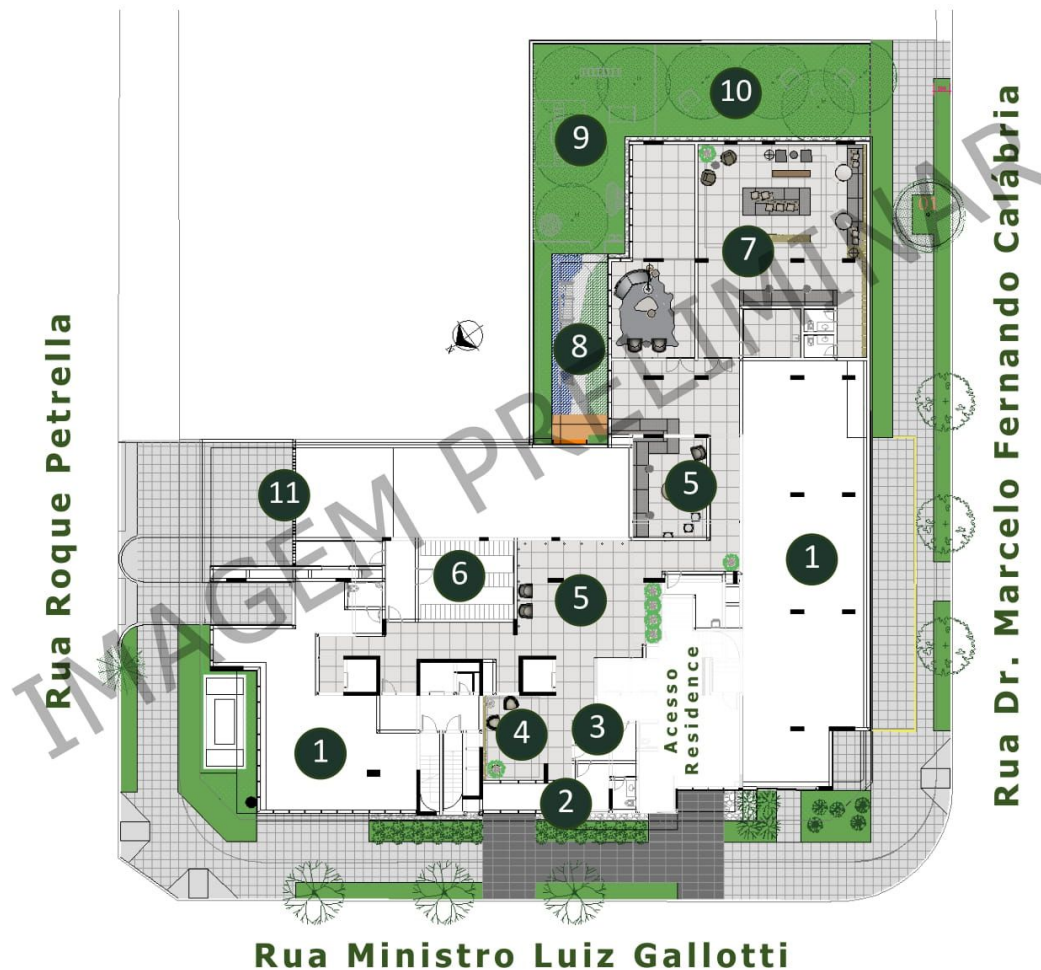 10
9
7
8
5
11
1
6
5
Acesso
Residence
4
3
1
2
01
N
IMAGEM PRELIMINAR
Rua Roque Petrella
Rua Dr. Marcelo Fernando Calábria
Rua Ministro Luiz Gallotti